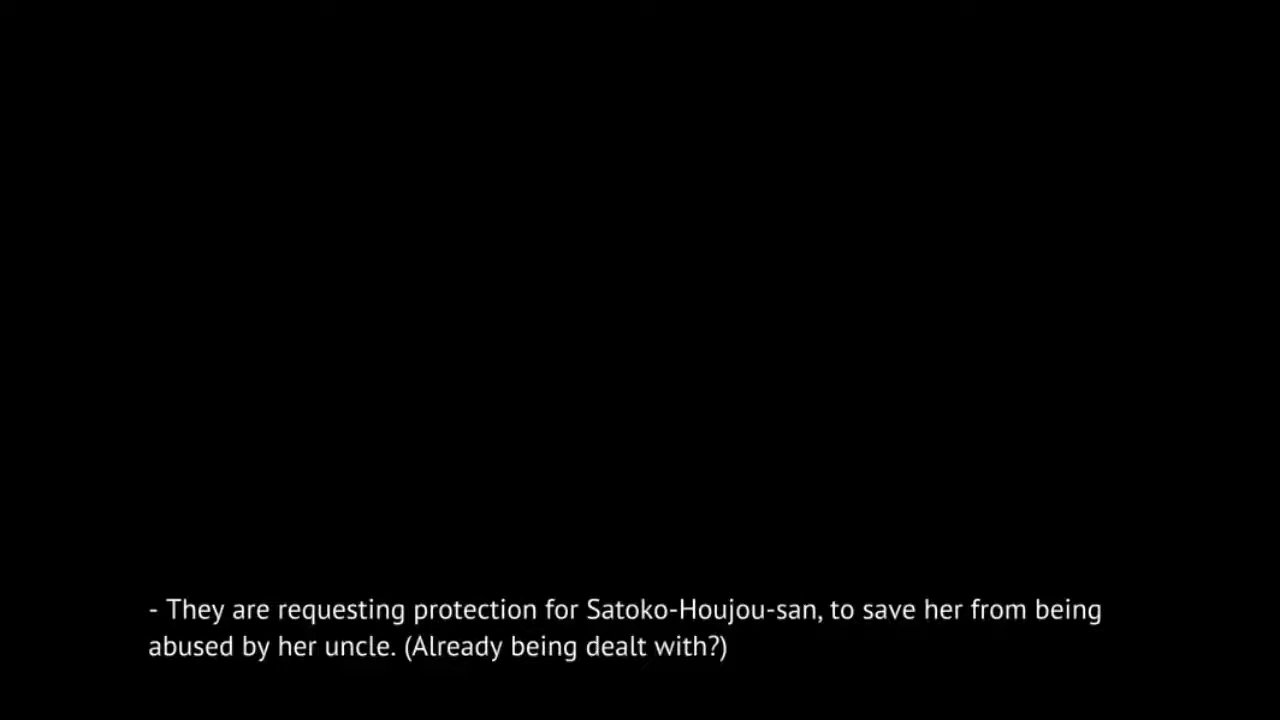 - They are requesting protection for Satoko-Houjou-san, to save her from being
abused by her uncle. (Already being dealt with?)